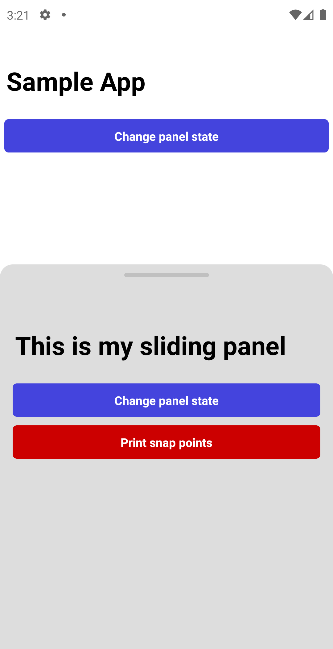 3:21
Sample App
Change panel state
This is my sliding panel
Change panel state
Print snap points